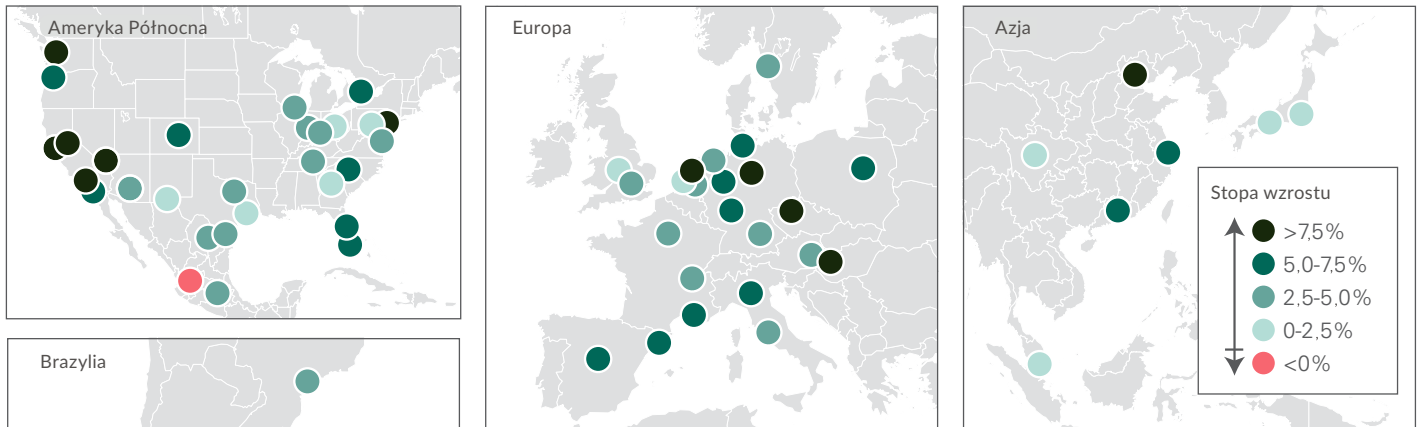 Ameryka Północna
Europa
Azja
Brazylia
Stopa wzrostu
>7,5%
5,0-7,5%
2,5-5,0%
0-2,5%
<0%